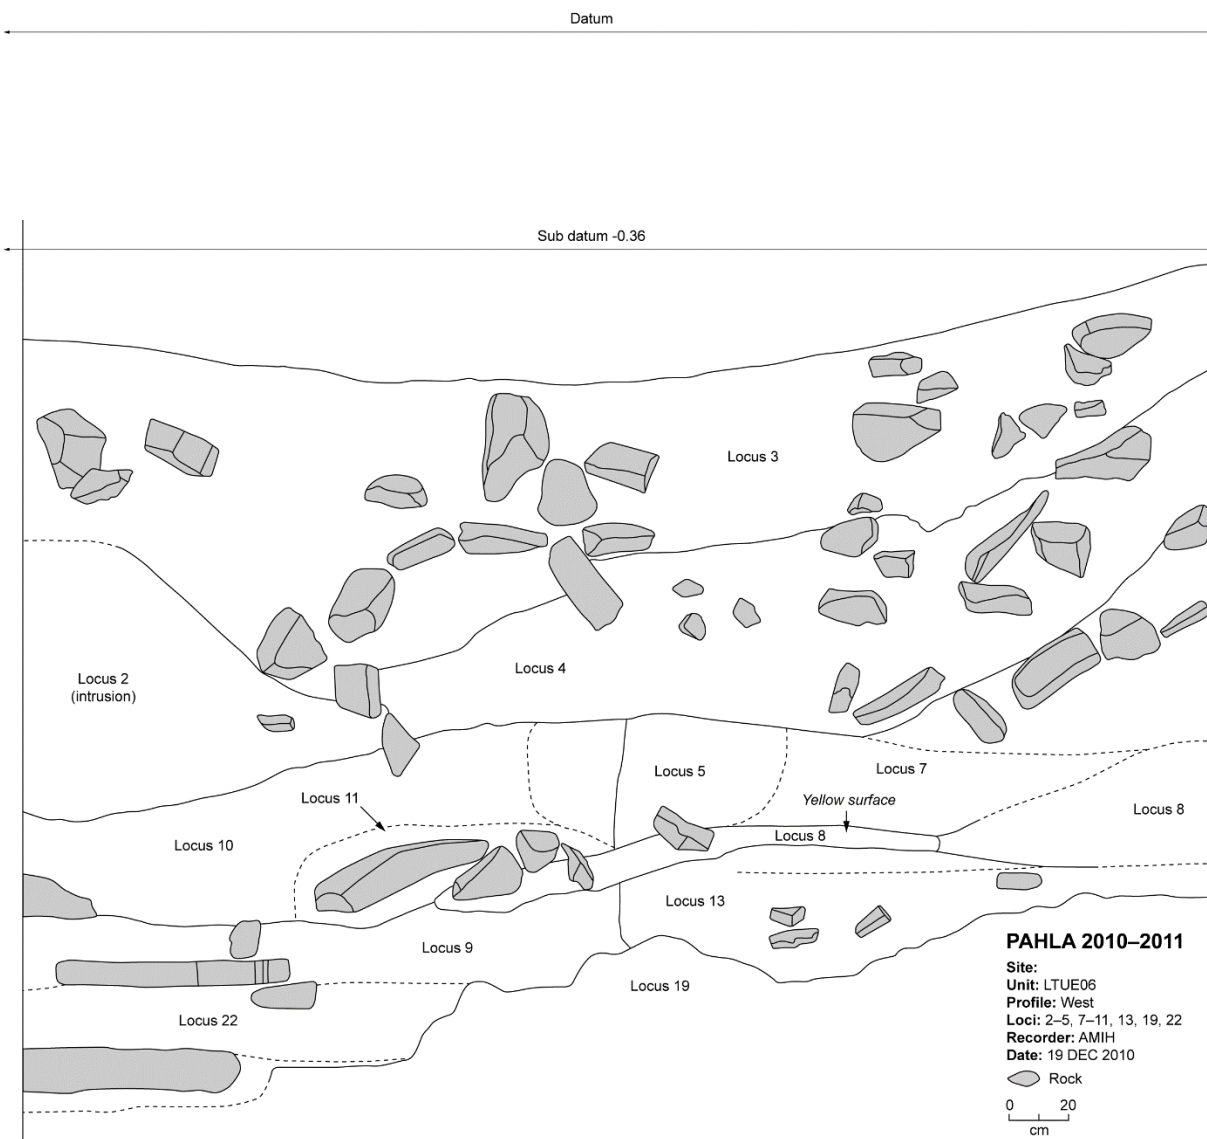 Datum
Sub datum -0.36
Locus 3
Locus 4
Locus 2
(intrusion)
Locus 5
Locus 7
Locus 11
Yellow surface
Locus 8
Locus 8
Locus 10
Locus 13
Locus 9
Locus 19
Locus 22
PAHLA 2010–2011
Site:
Unit: LTUE06
Profile: West
Loci: 2–5, 7–11, 13, 19, 22
Recorder: AMIH
Date: 19 DEC 2010
Rock
0 20
cm